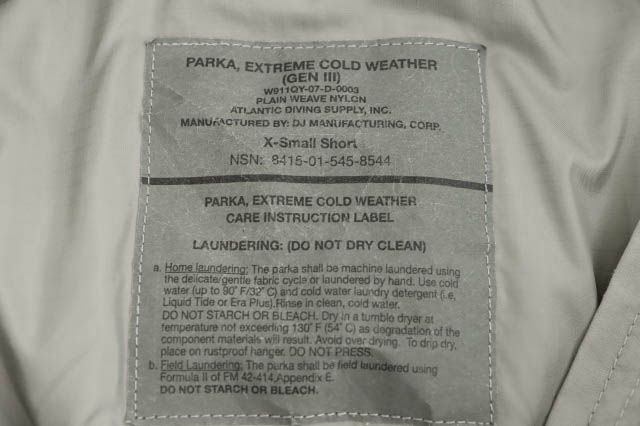 PARKA, EXTREME COLD WEATHER
(GEN III)
W911QY-07-D-0003
PLAIN WEAVE NYLON
ATLANTIC DIVING SUPPLY, INC.
MANUFACTURED BY: DJ MANUFACTURING, CORP.
X-Small Short
NSN: 8415-01-545-8544
PARKA, EXTREME COLD WEATHER
CARE INSTRUCTION LABEL
LAUNDERING: (DO NOT DRY CLEAN)
a. Home laundering: The parka shall be machine laundered using
the delicate/gentle fabric cycle or laundered by hand. Use cold
water (up to 90° F/32° C) and cold water laundry detergent (i.e,
Liquid Tide or Era Plus).Rinse in clean, cold water.
DO NOT STARCH OR BLEACH. Dry in a tumble dryer at
temperature not exceeding 130° F (54° C) as degradation of the
component materials will result. Avoid over drying. To drip dry,
place on rustproof hanger. DO NOT PRESS.
b. Field Laundering: The parka shall be field laundered using
Formula II of FM 42-414,Appendix E.
DO NOT STARCH OR BLEACH.